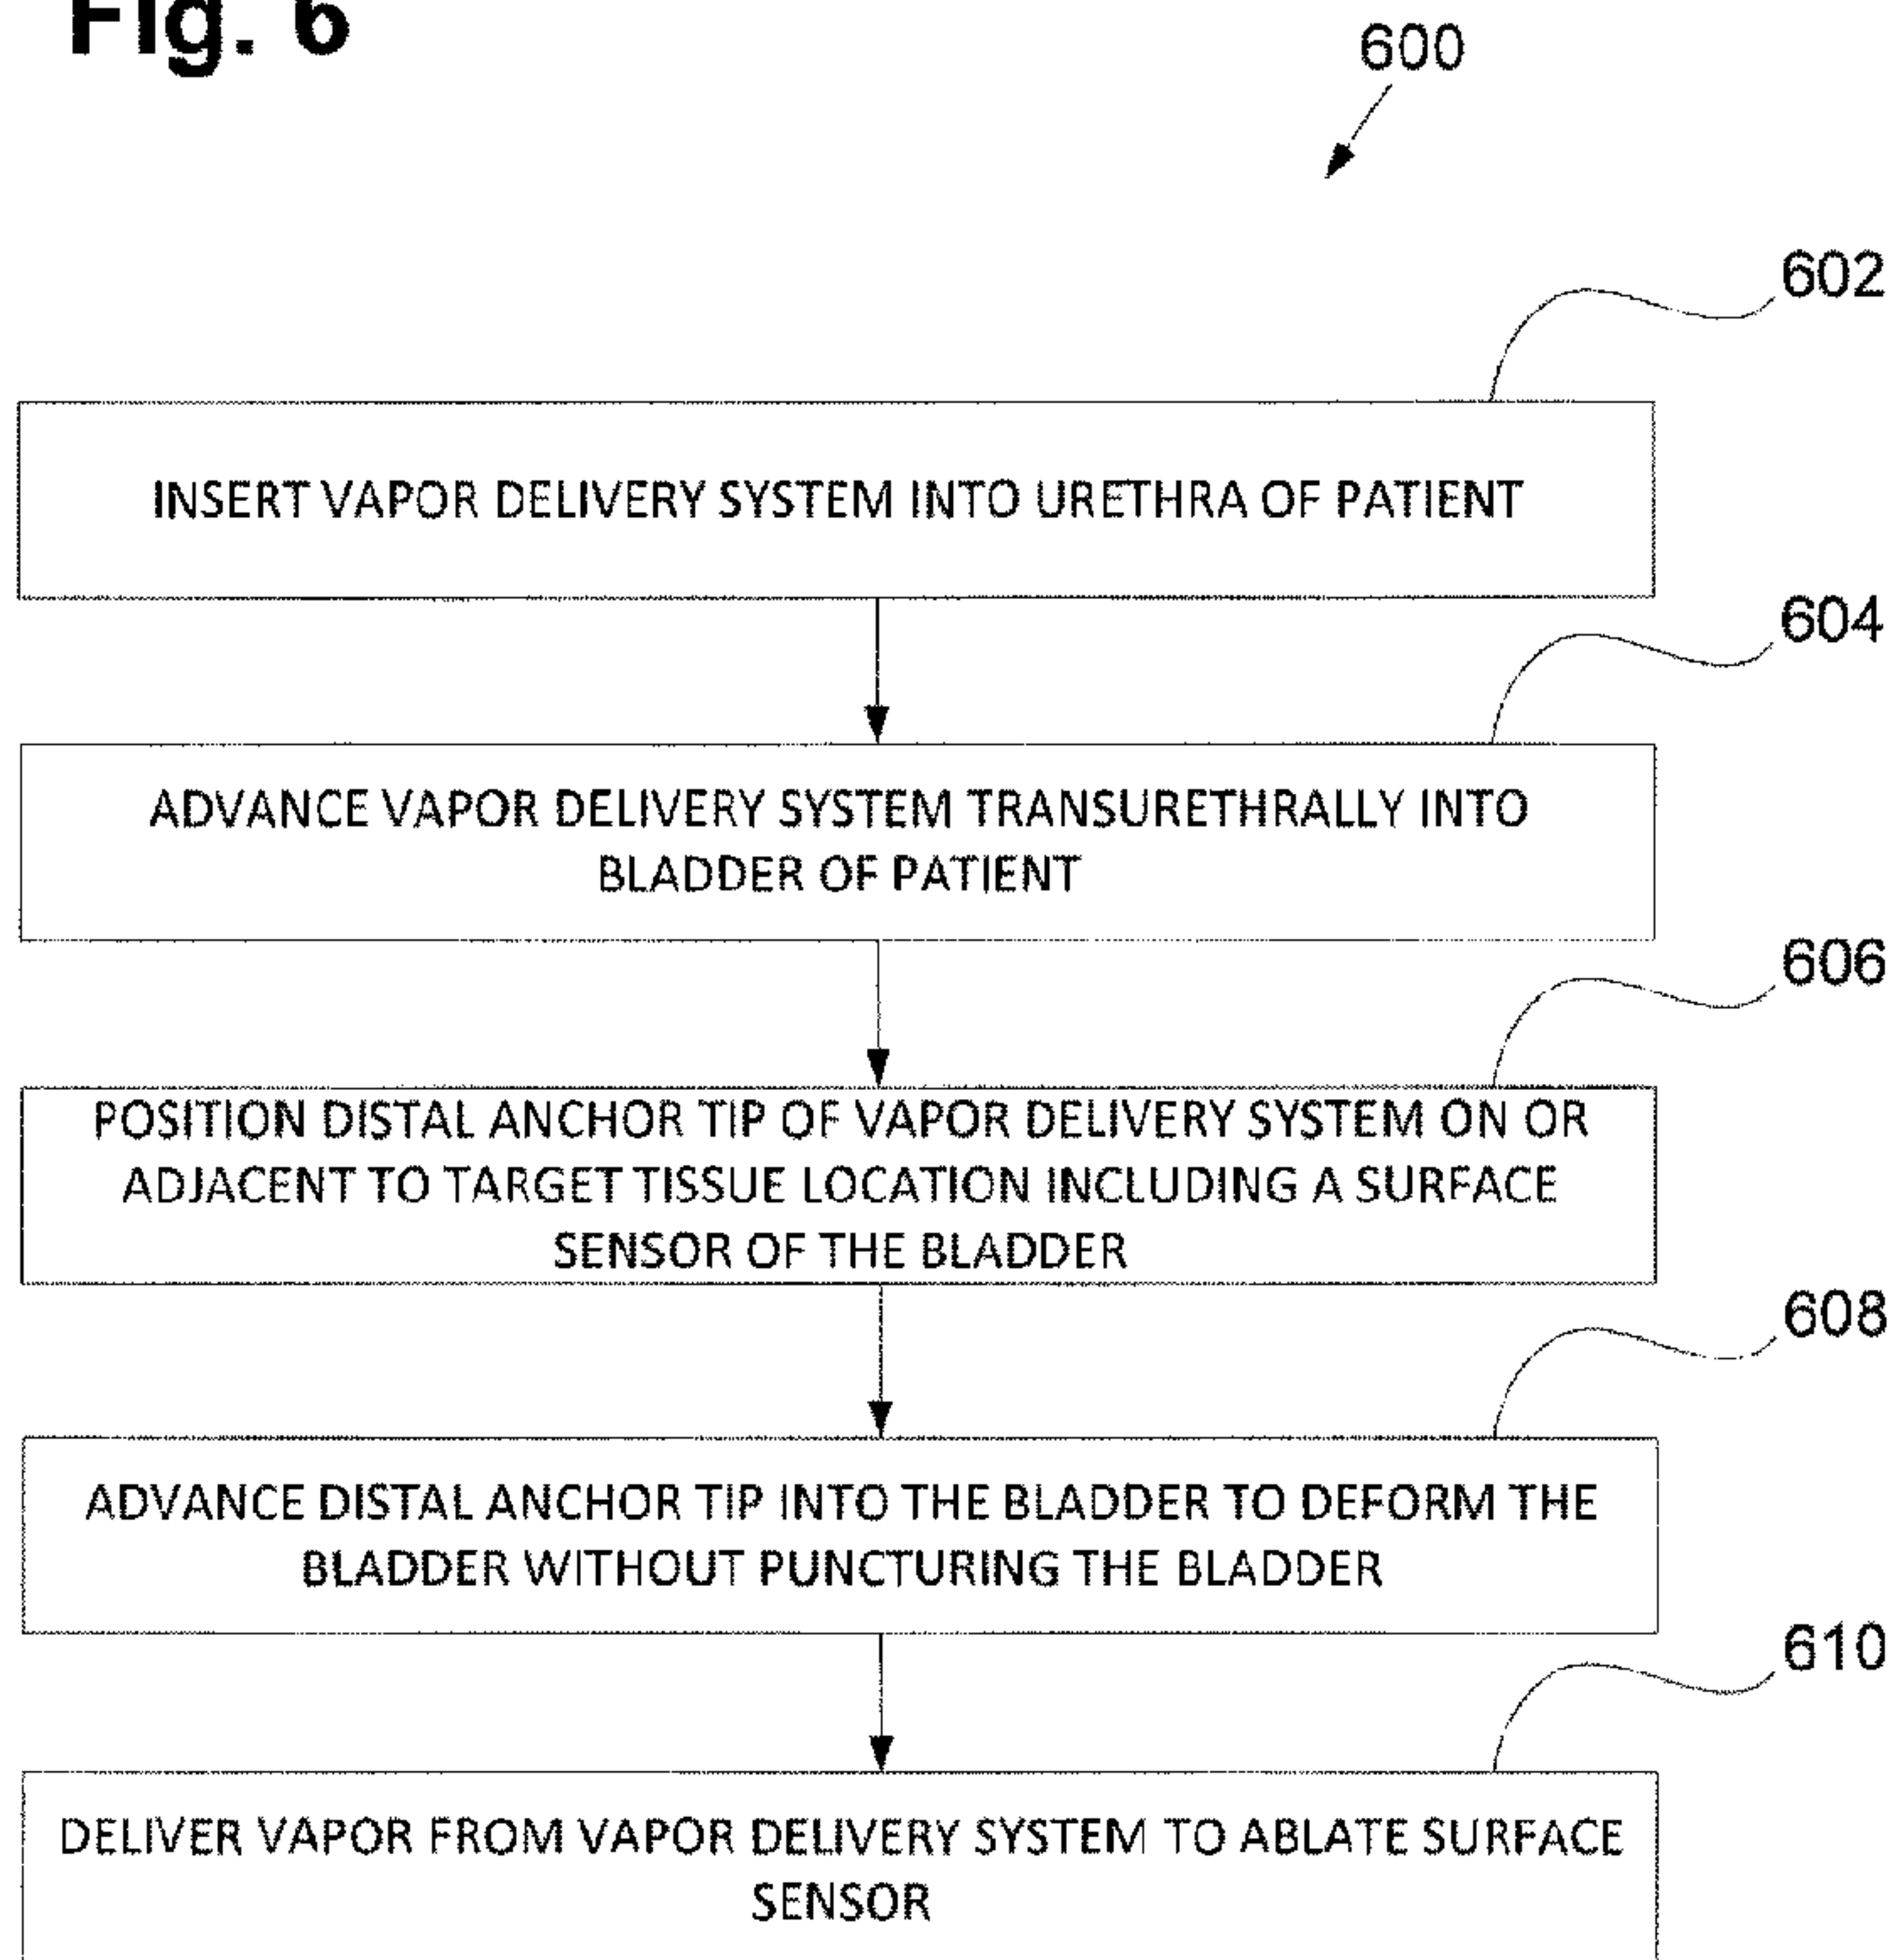 Fig. 6
600
602
INSERT VAPOR DELIVERY SYSTEM INTO URETHRA OF PATIENT
604
ADVANCE VAPOR DELIVERY SYSTEM TRANSURETHRALLY INTO
BLADDER OF PATIENT
606
POSITION DISTAL ANCHOR TIP OF VAPOR DELIVERY SYSTEM ON OR
ADJACENT TO TARGET TISSUE LOCATION INCLUDING A SURFACE
SENSOR OF THE BLADDER
608
ADVANCE DISTAL ANCHOR TIP INTO THE BLADDER TO DEFORM THE
BLADDER WITHOUT PUNCTURING THE BLADDER
610
DELIVER VAPOR FROM VAPOR DELIVERY SYSTEM TO ABLATE SURFACE
SENSOR